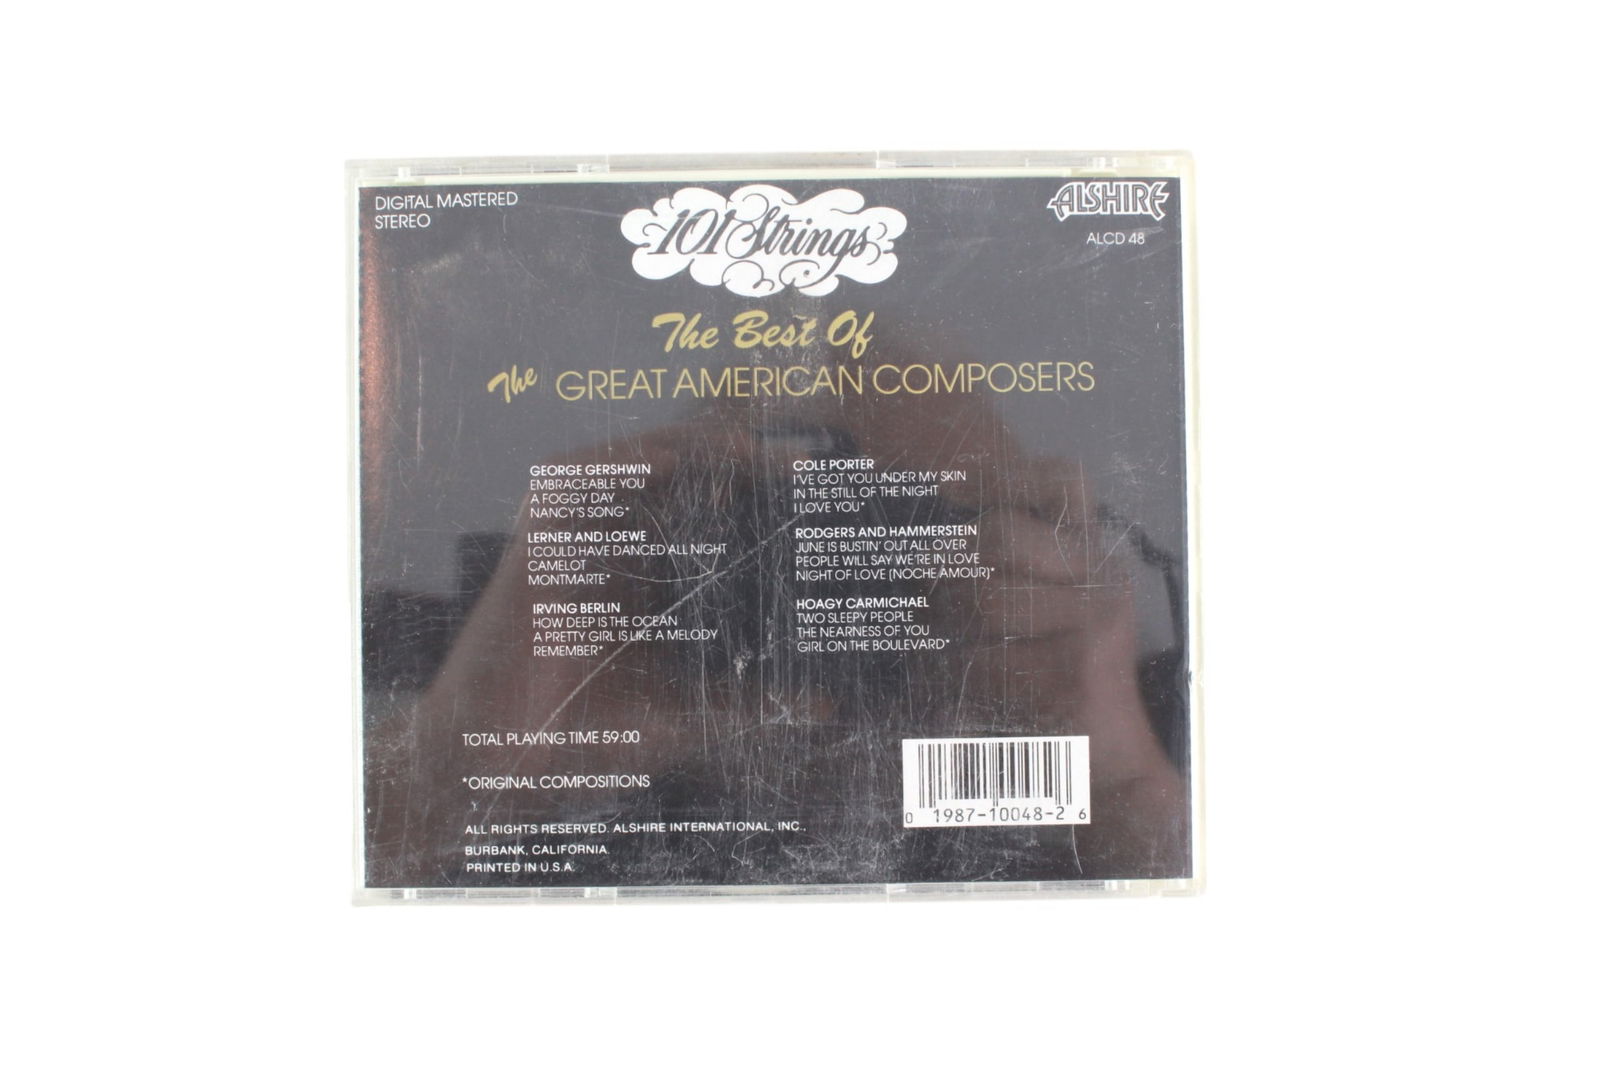 DIGITAL MASTERED
STEREO
101 Strings
ALSHIRE
ALCD 48
The Best Of
The GREAT AMERICAN COMPOSERS
GEORGE GERSHWIN
EMBRACEABLE YOU
A FOGGY DAY
NANCY'S SONG*
LERNER AND LOEWE
I COULD HAVE DANCED ALL NIGHT
CAMELOT
MONTMARTE*
IRVING BERLIN
HOW DEEP IS THE OCEAN
A PRETTY GIRL IS LIKE A MELODY
REMEMBER*
COLE PORTER
I'VE GOT YOU UNDER MY SKIN
IN THE STILL OF THE NIGHT
I LOVE YOU*
RODGERS AND HAMMERSTEIN
JUNE IS BUSTIN' OUT ALL OVER
PEOPLE WILL SAY WE'RE IN LOVE
NIGHT OF LOVE (NOCHE AMOUR)*
HOAGY CARMICHAEL
TWO SLEEPY PEOPLE
THE NEARNESS OF YOU
GIRL ON THE BOULEVARD*
TOTAL PLAYING TIME 59:00
*ORIGINAL COMPOSITIONS
ALL RIGHTS RESERVED. ALSHIRE INTERNATIONAL, INC.,
BURBANK, CALIFORNIA.
PRINTED IN U.S.A.
0 1987-10048-2 6